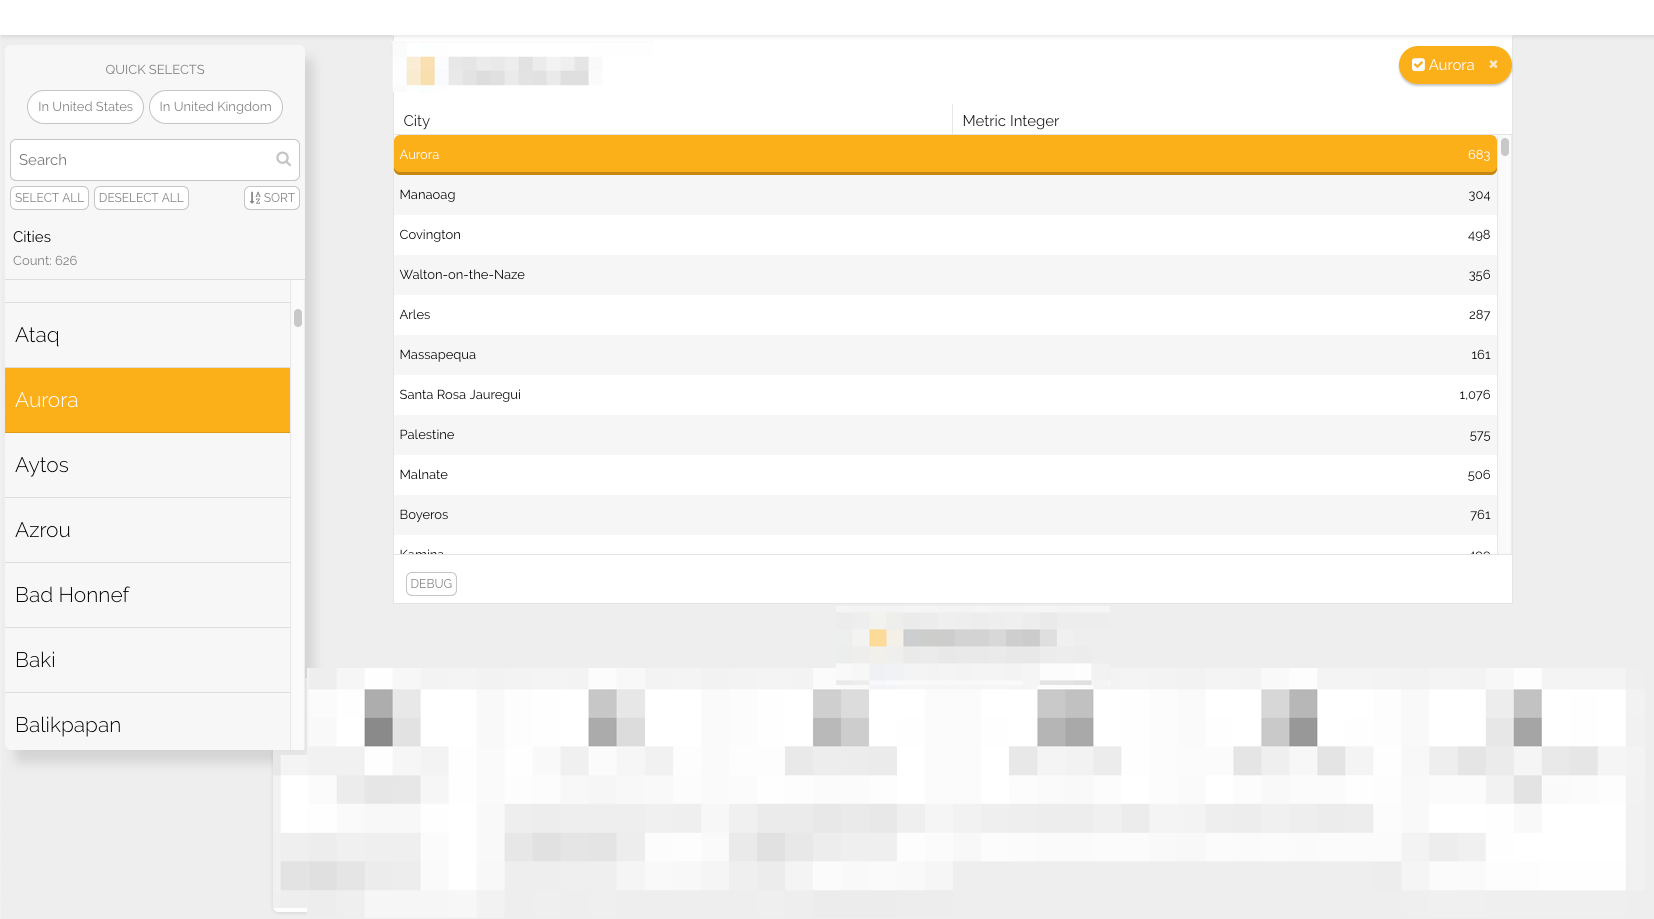 QUICK SELECTS
In United States In United Kingdom
Search
SELECT ALL DESELECT ALL SORT
Cities
Count: 626
Ataq
Aurora
Aytos
Azrou
Bad Honnef
Baki
Balikpapan
Aurora
City Metric Integer
Aurora 683
Manaoag 304
Covington 498
Walton-on-the-Naze 356
Arles 287
Massapequa 161
Santa Rosa Jauregui 1,076
Palestine 575
Malnate 506
Boyeros 761
DEBUG